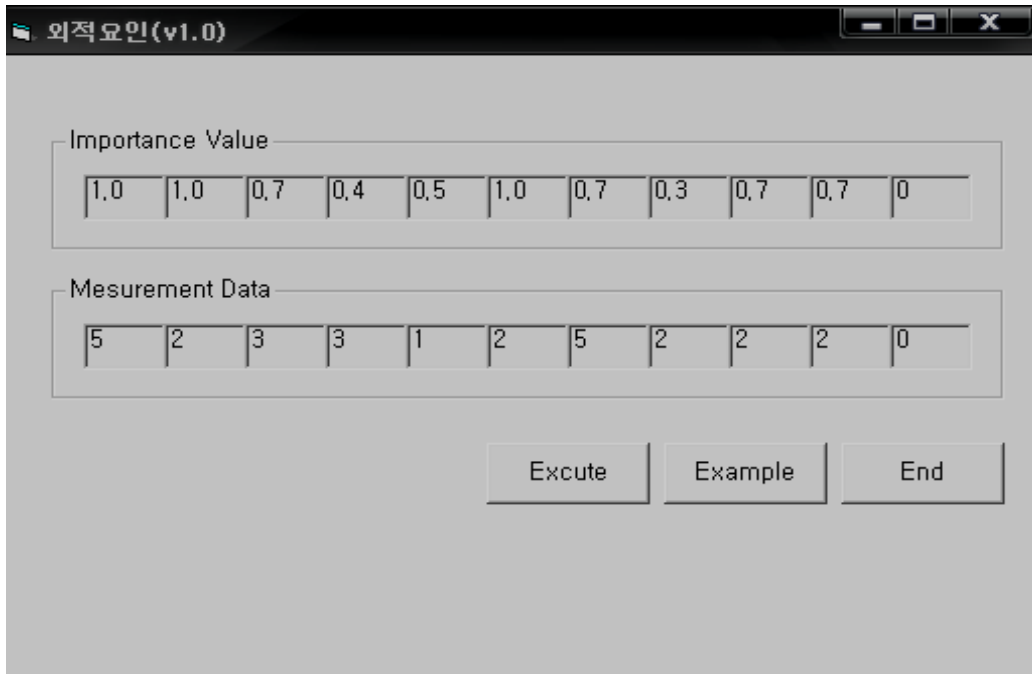 외적요인(v1.0)
Importance Value
1.0 1.0 0.7 0.4 0.5 1.0 0.7 0.3 0.7 0.7 0
Mesurement Data
5 2 3 3 1 2 5 2 2 2 0
Excute Example End